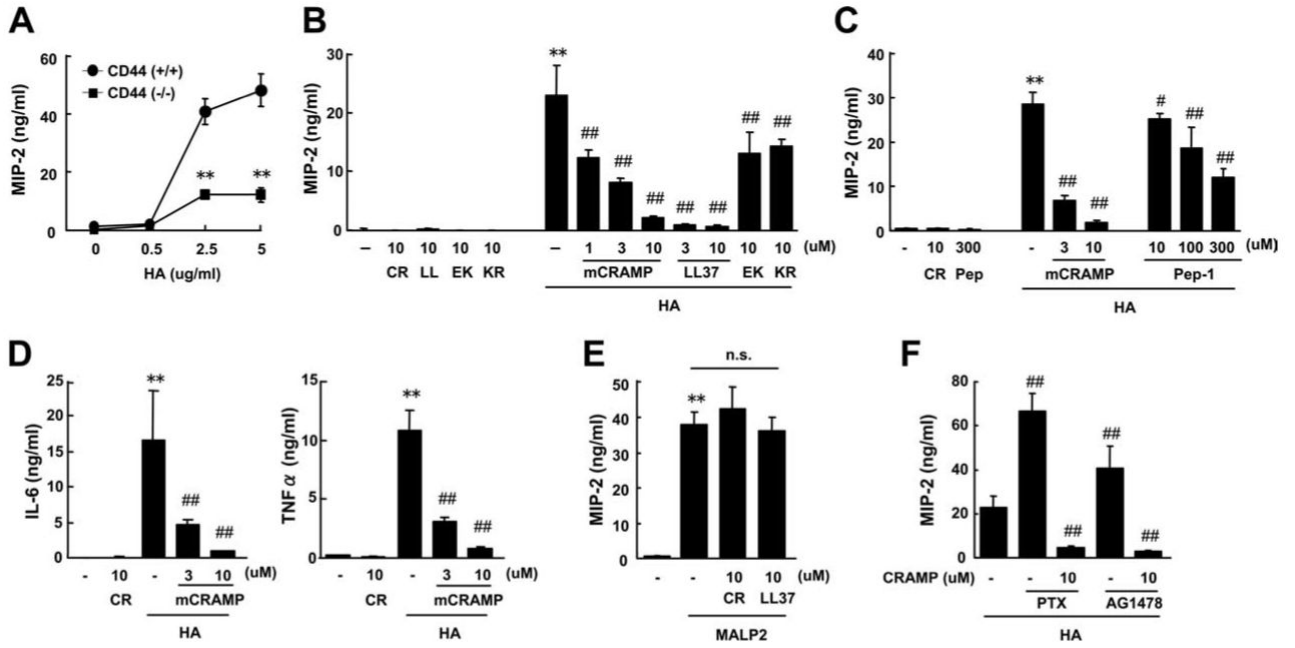 A
MIP-2 (ng/ml)
60
40
20
0
CD44 (+/+)
CD44 (-/-)
**
**
0 0.5 2.5 5
HA (ug/ml)
B
MIP-2 (ng/ml)
30
20
10
0
**
##
##
##
##
##
##
##
– 10 10 10 10 – 1 3 10 3 10 10 10 (uM)
CR LL EK KR mCRAMP LL37 EK KR
HA
C
MIP-2 (ng/ml)
40
30
20
10
0
**
##
##
#
##
##
- 10 300 - 3 10 10 100 300 (uM)
CR Pep mCRAMP Pep-1
HA
D
IL-6 (ng/ml)
25
20
15
10
5
0
**
##
##
- 10 - 3 10 (uM)
CR mCRAMP
HA
TNF α (ng/ml)
15
10
5
0
**
##
##
- 10 - 3 10 (uM)
CR mCRAMP
HA
E
MIP-2 (ng/ml)
50
40
30
20
10
0
n.s.
**
- - 10 10 (uM)
CR LL37
MALP2
F
MIP-2 (ng/ml)
80
60
40
20
0
##
##
##
##
CRAMP (uM) - - 10 - 10
PTX AG1478
HA